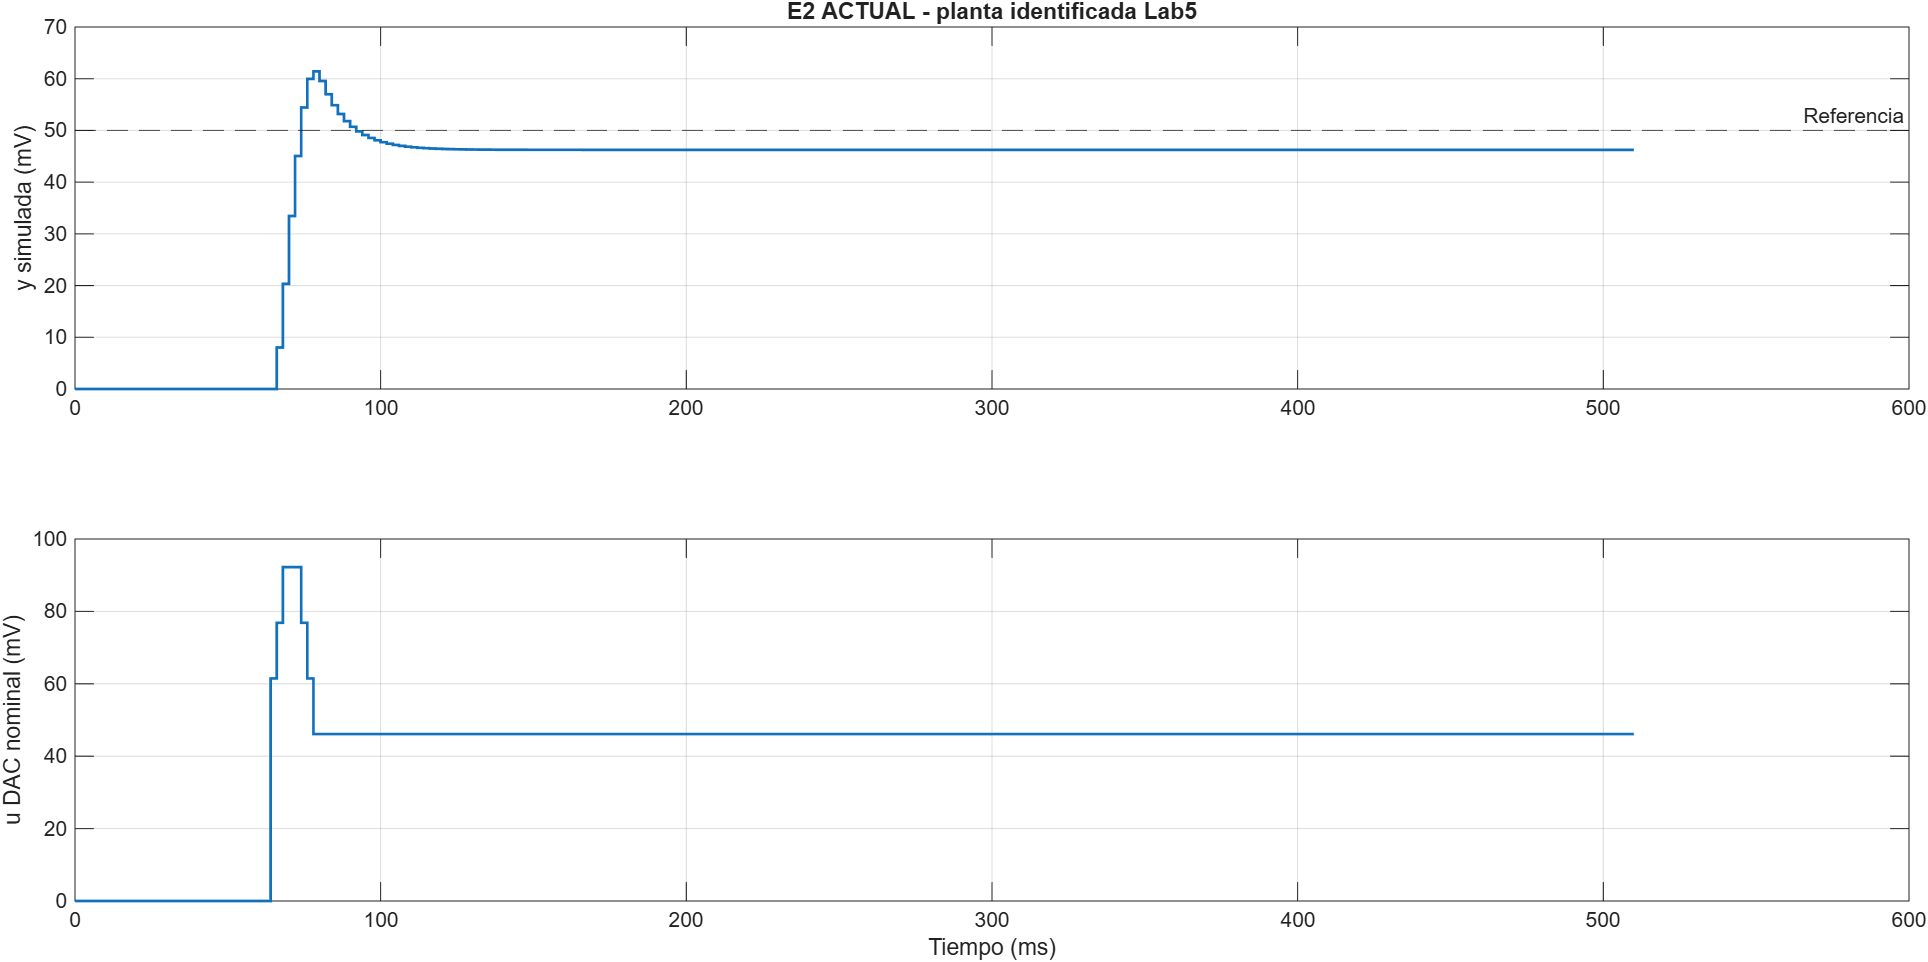 E2 ACTUAL - planta identificada Lab5
70
60
50
40
30
20
10
0
y simulada (mV)
Referencia
0 100 200 300 400 500 600
100
80
60
40
20
0
u DAC nominal (mV)
0 100 200 300 400 500 600
Tiempo (ms)